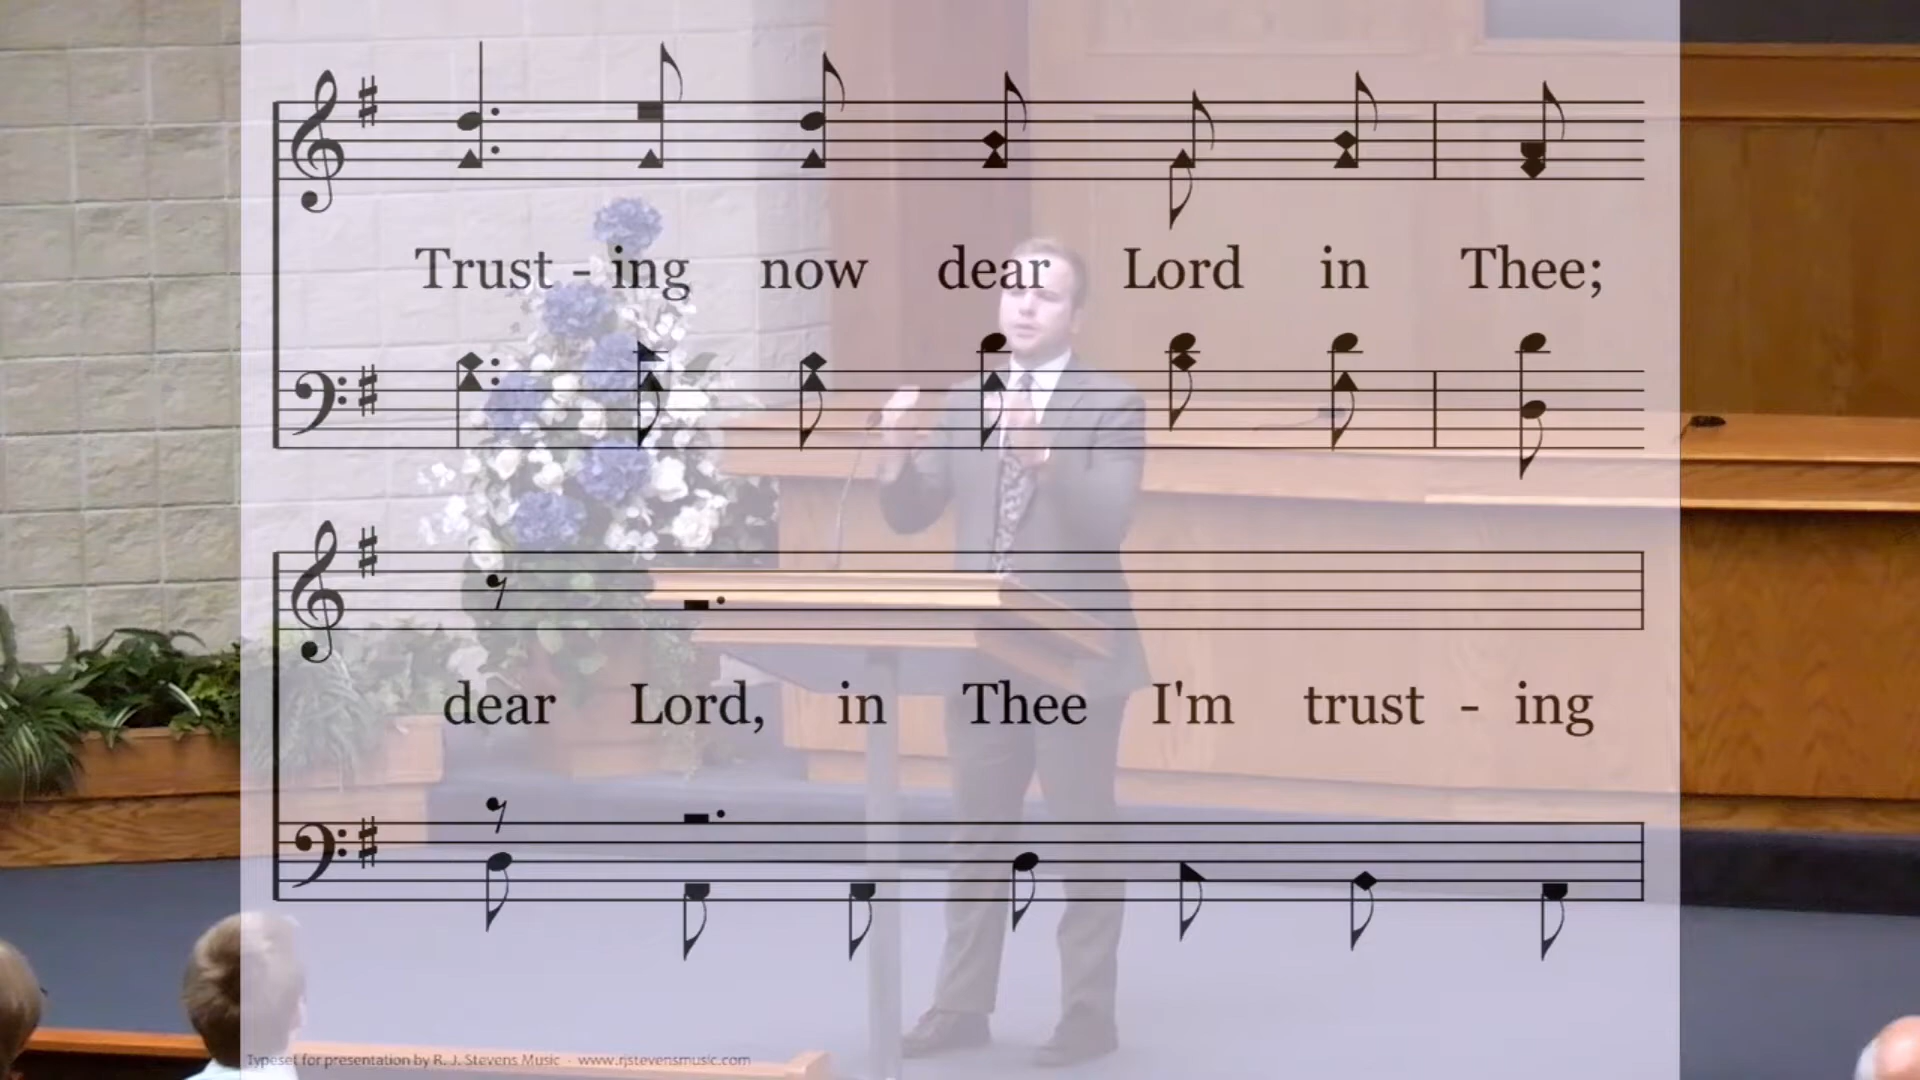 Trust - ing now dear Lord in Thee;
dear Lord, in Thee I'm trust - ing
Typeset for presentation by R. J. Stevens Music - www.rjstevensmusic.com